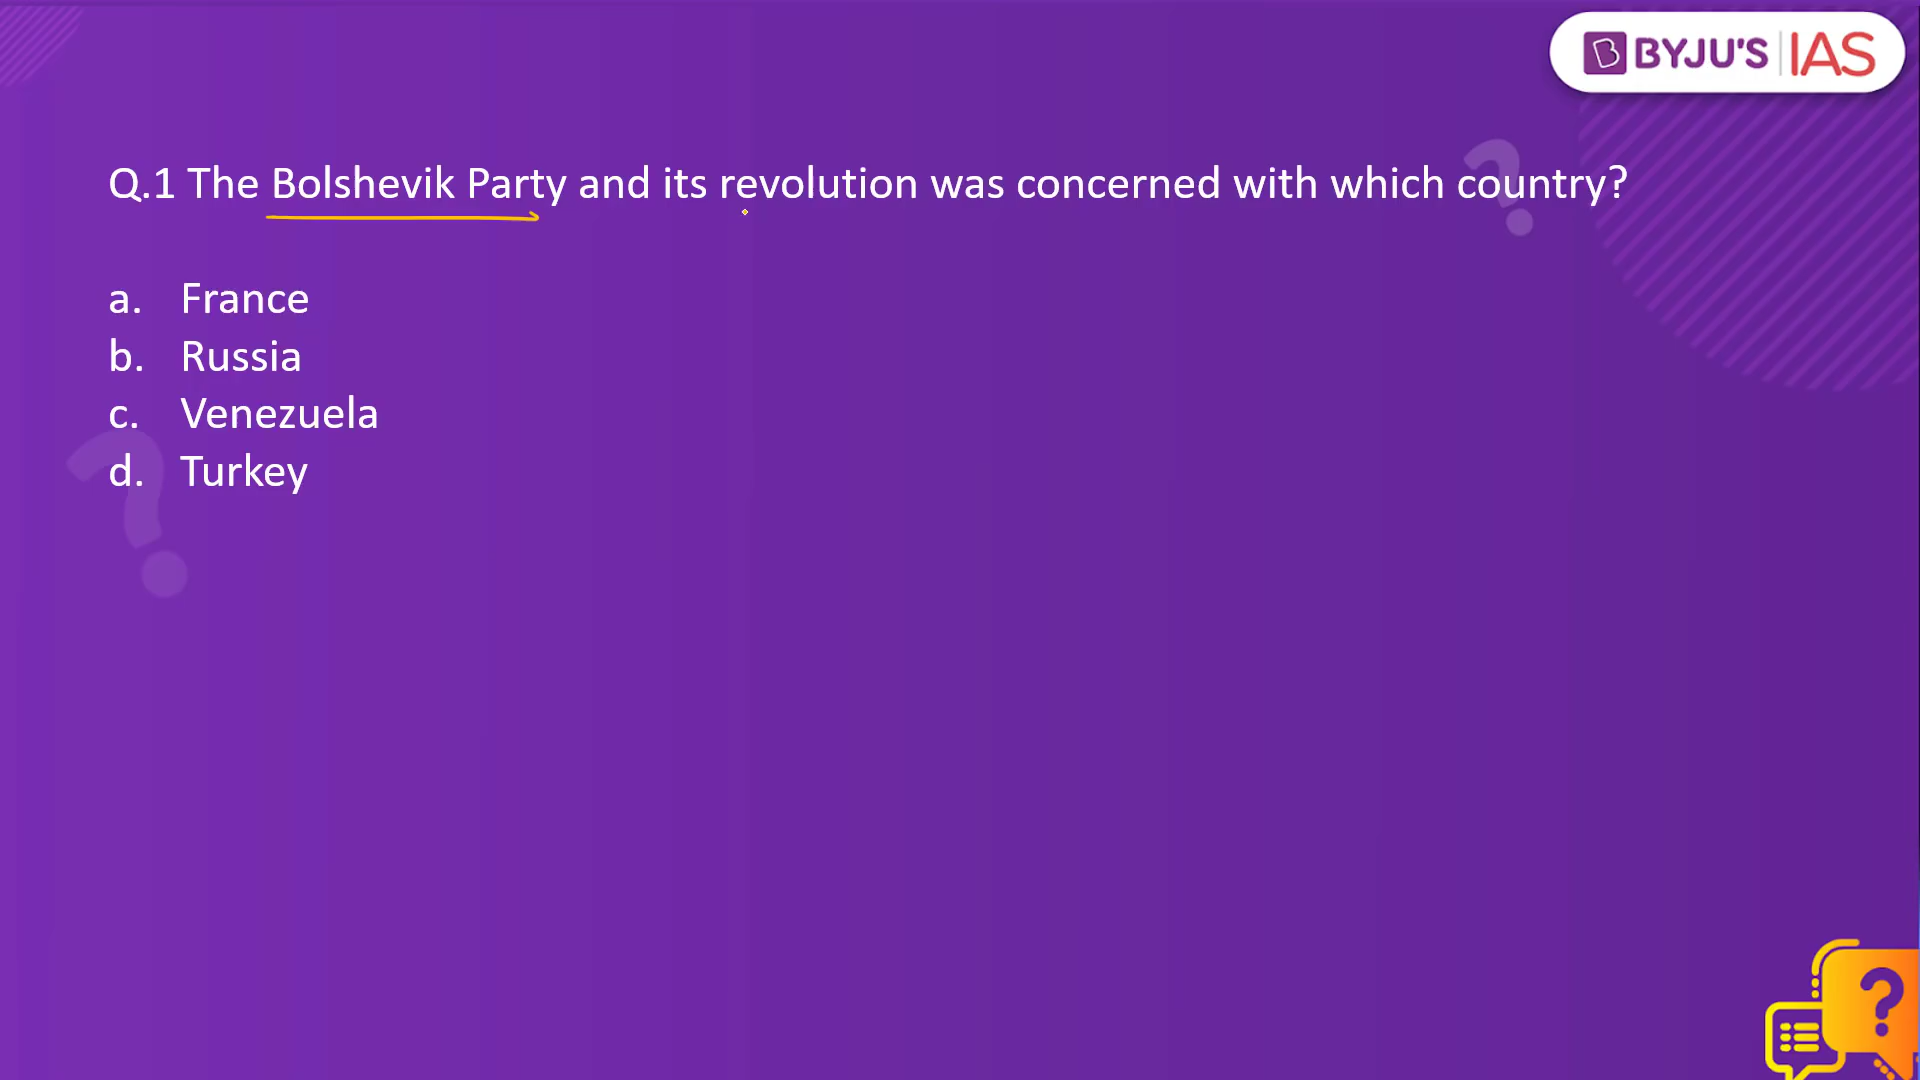 BYJU'S IAS
Q.1 The Bolshevik Party and its revolution was concerned with which country?
a. France
b. Russia
c. Venezuela
d. Turkey